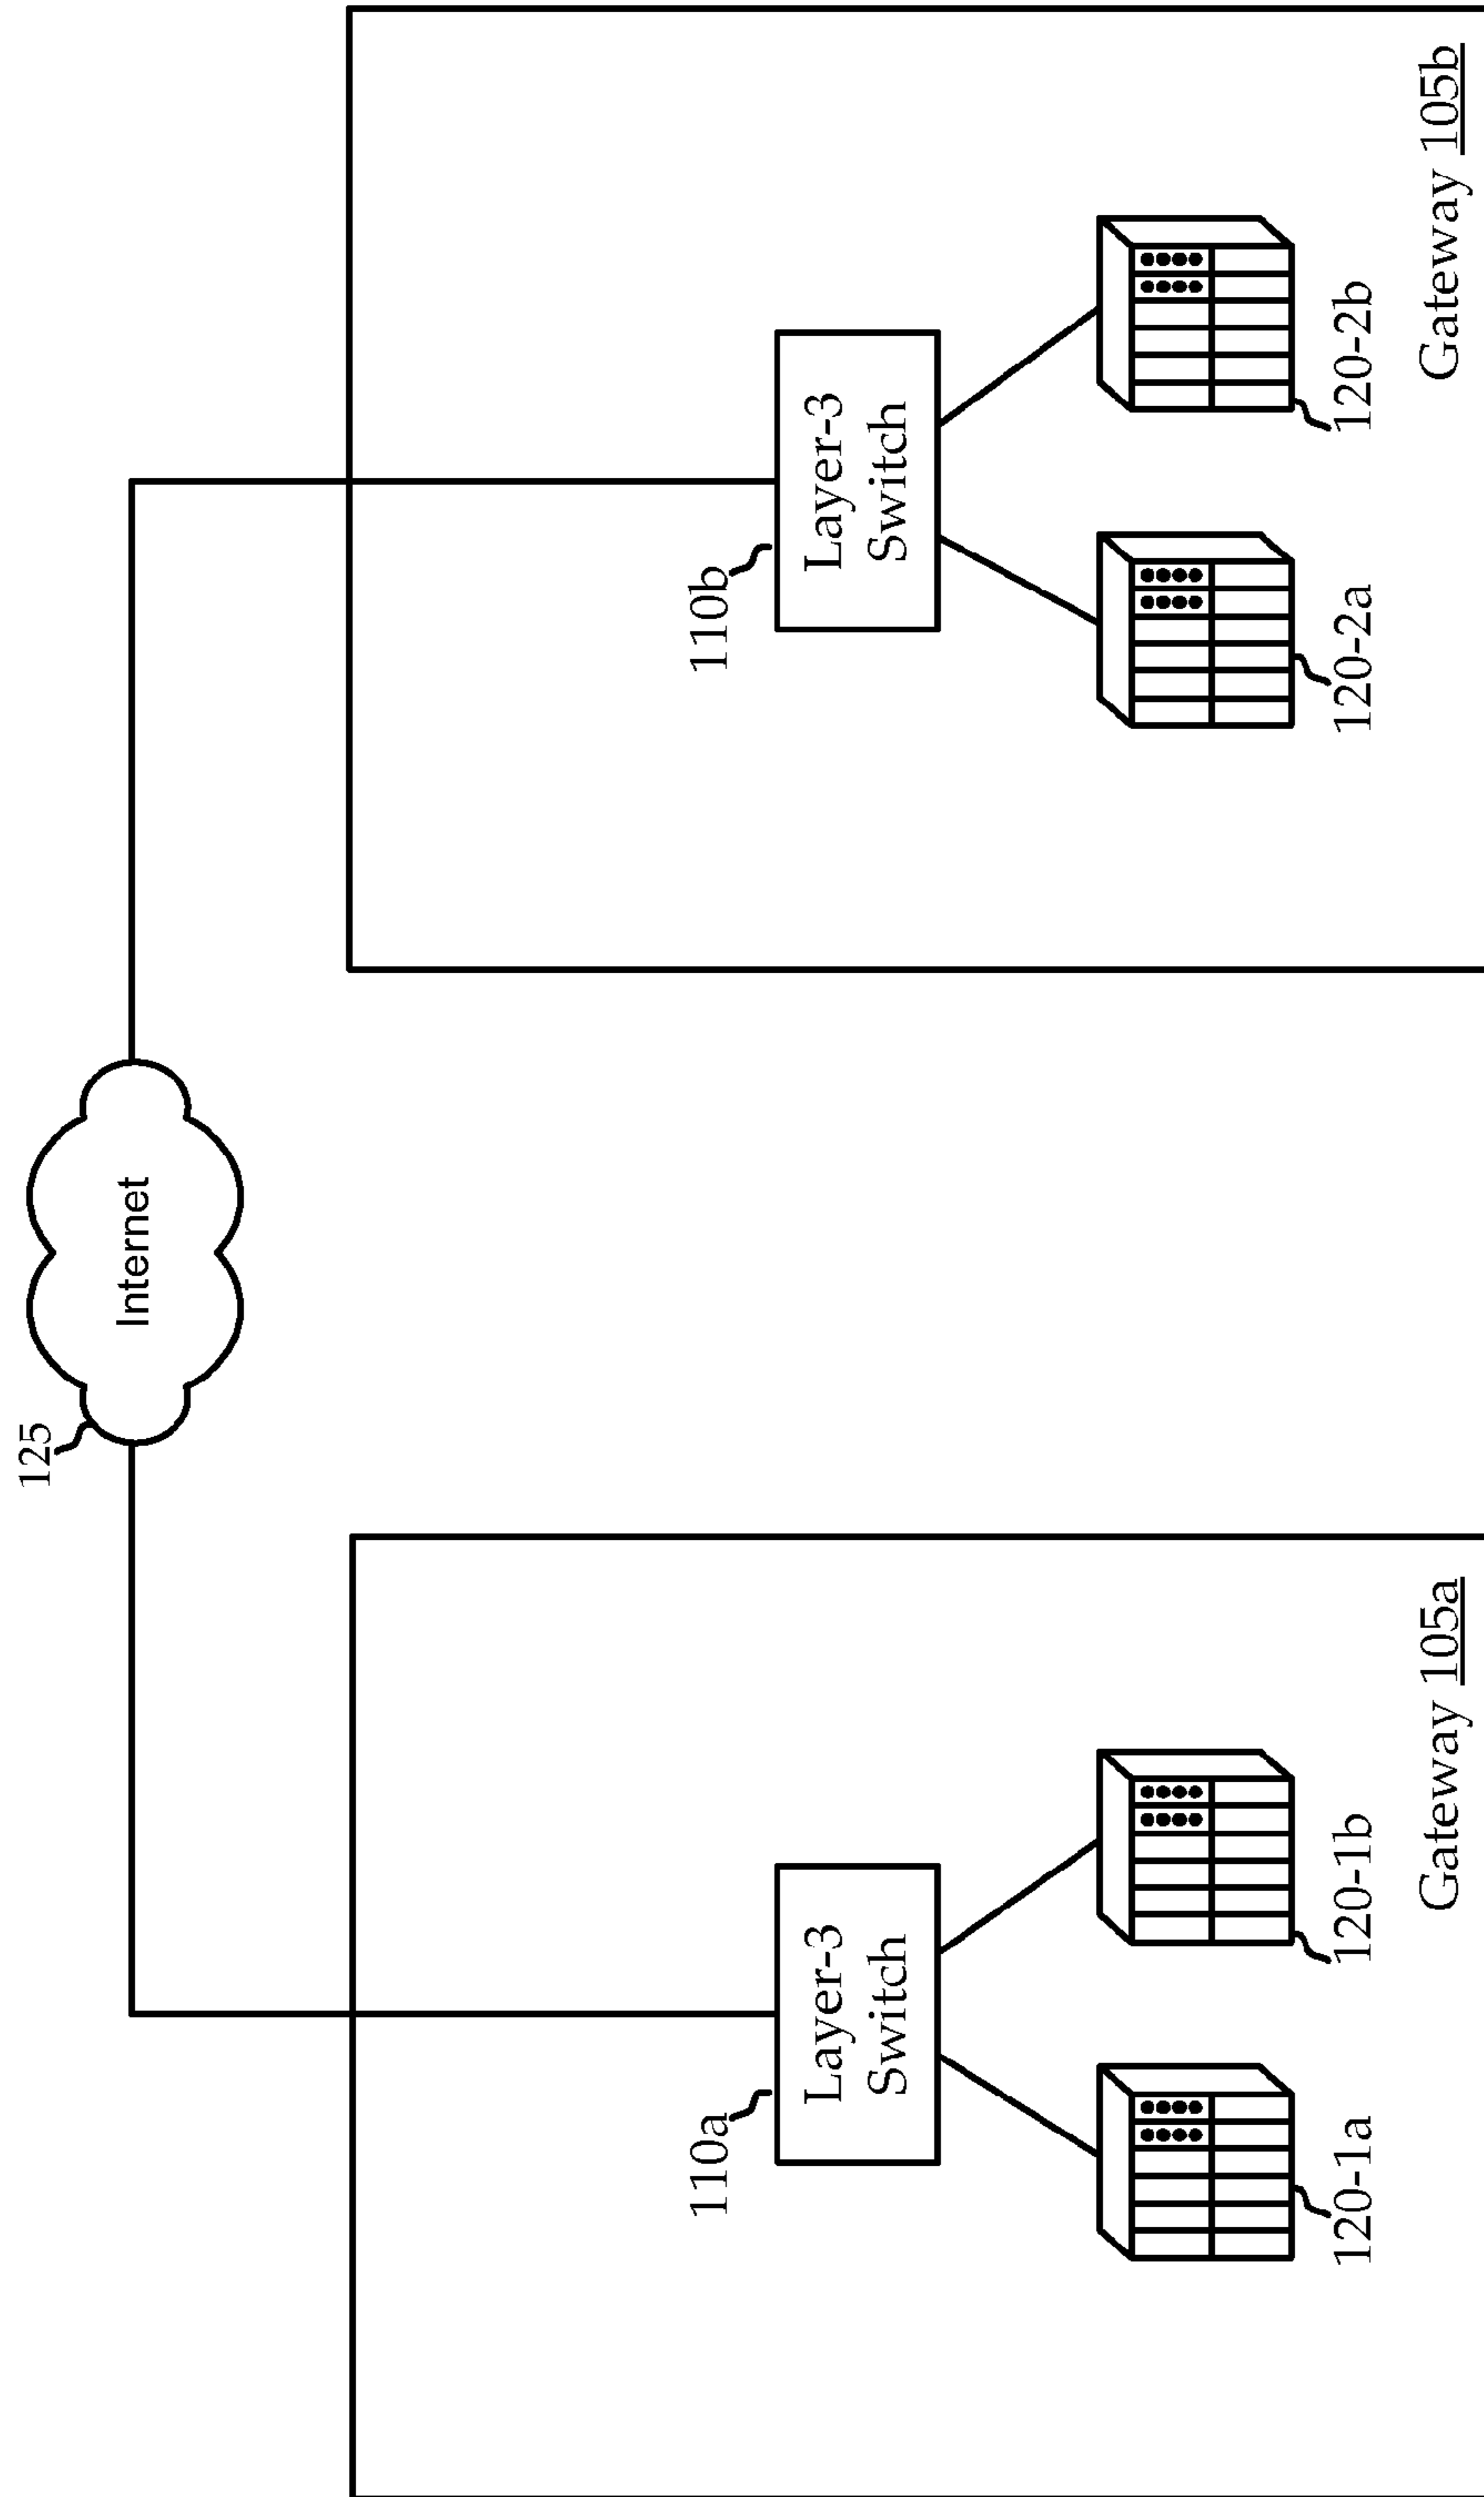 125
Internet
110a
Layer-3
Switch
120-1a
120-1b
Gateway 105a
110b
Layer-3
Switch
120-2a
120-2b
Gateway 105b